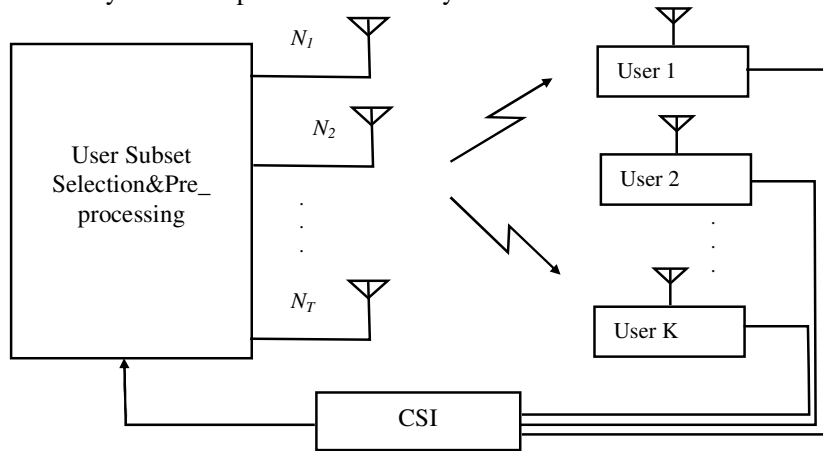 N1
N2
NT
User Subset
Selection&Pre_
processing
User 1
User 2
User K
CSI